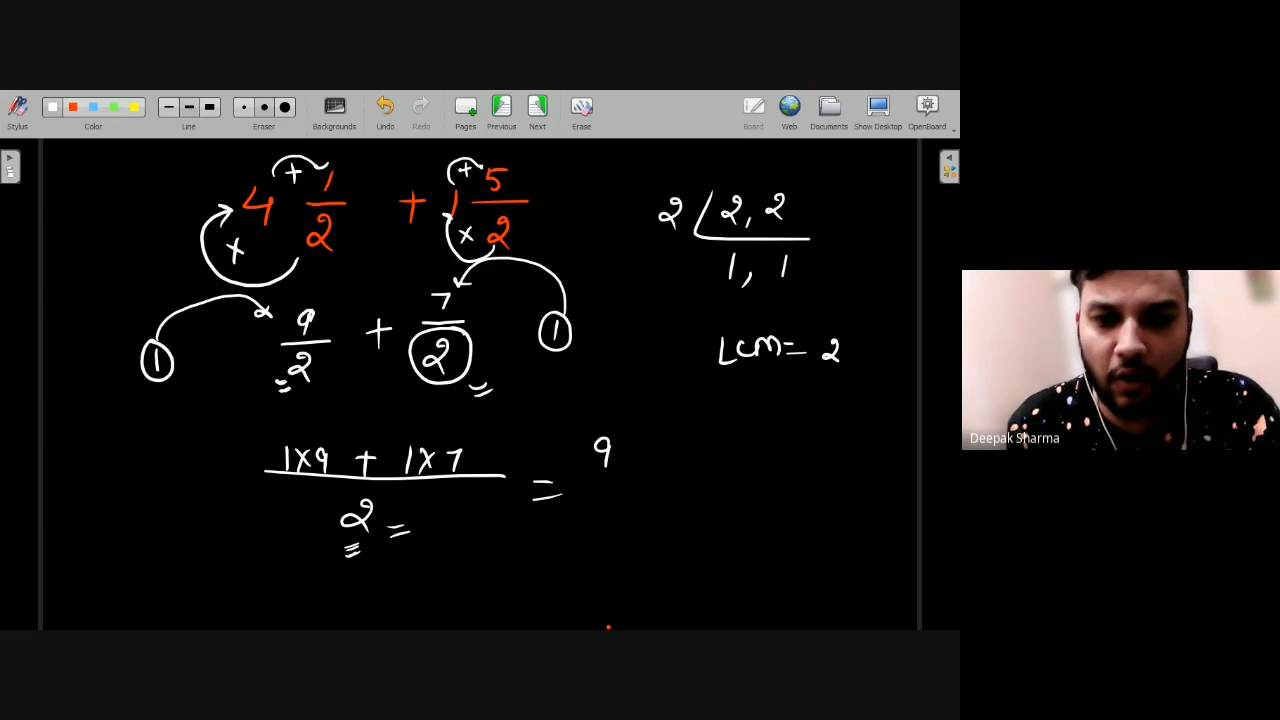 Stylus Color Line Eraser Backgrounds Undo Redo Pages Previous Next Erase Board Web Documents Show Desktop OpenBoard
4 1/2 + 1 5/2
+ +
× ×
2 2, 2
1, 1
1 9/2 + 7/2 1
LCM = 2
1×9 + 1×7 = 9
2 =
Deepak Sharma